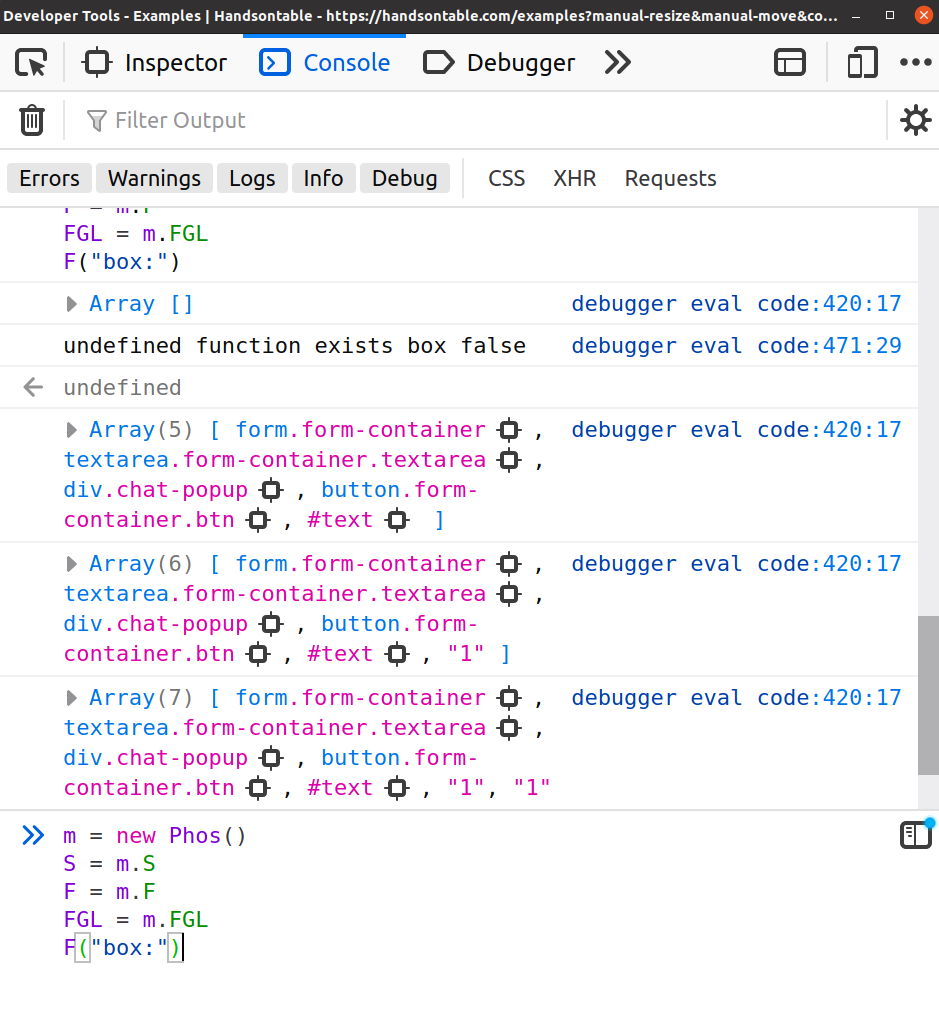 Developer Tools - Examples | Handsontable - https://handsontable.com/examples?manual-resize&manual-move&co...
Inspector Console Debugger
Filter Output
Errors Warnings Logs Info Debug CSS XHR Requests
F = m.F
FGL = m.FGL
F("box:")
Array [] debugger eval code:420:17
undefined function exists box false debugger eval code:471:29
undefined
Array(5) [ form.form-container , debugger eval code:420:17
textarea.form-container.textarea ,
div.chat-popup , button.form-
container.btn , #text ]
Array(6) [ form.form-container , debugger eval code:420:17
textarea.form-container.textarea ,
div.chat-popup , button.form-
container.btn , #text , "1" ]
Array(7) [ form.form-container , debugger eval code:420:17
textarea.form-container.textarea ,
div.chat-popup , button.form-
container.btn , #text , "1", "1"
m = new Phos()
S = m.S
F = m.F
FGL = m.FGL
F("box:")